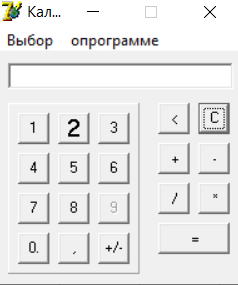 Кал...
Выбор опрограмме
1 2 3 < C
4 5 6 + -
7 8 9 / *
0. , +/- =